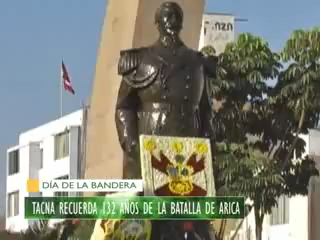 DÍA DE LA BANDERA
TACNA RECUERDA 132 AÑOS DE LA BATALLA DE ARICA